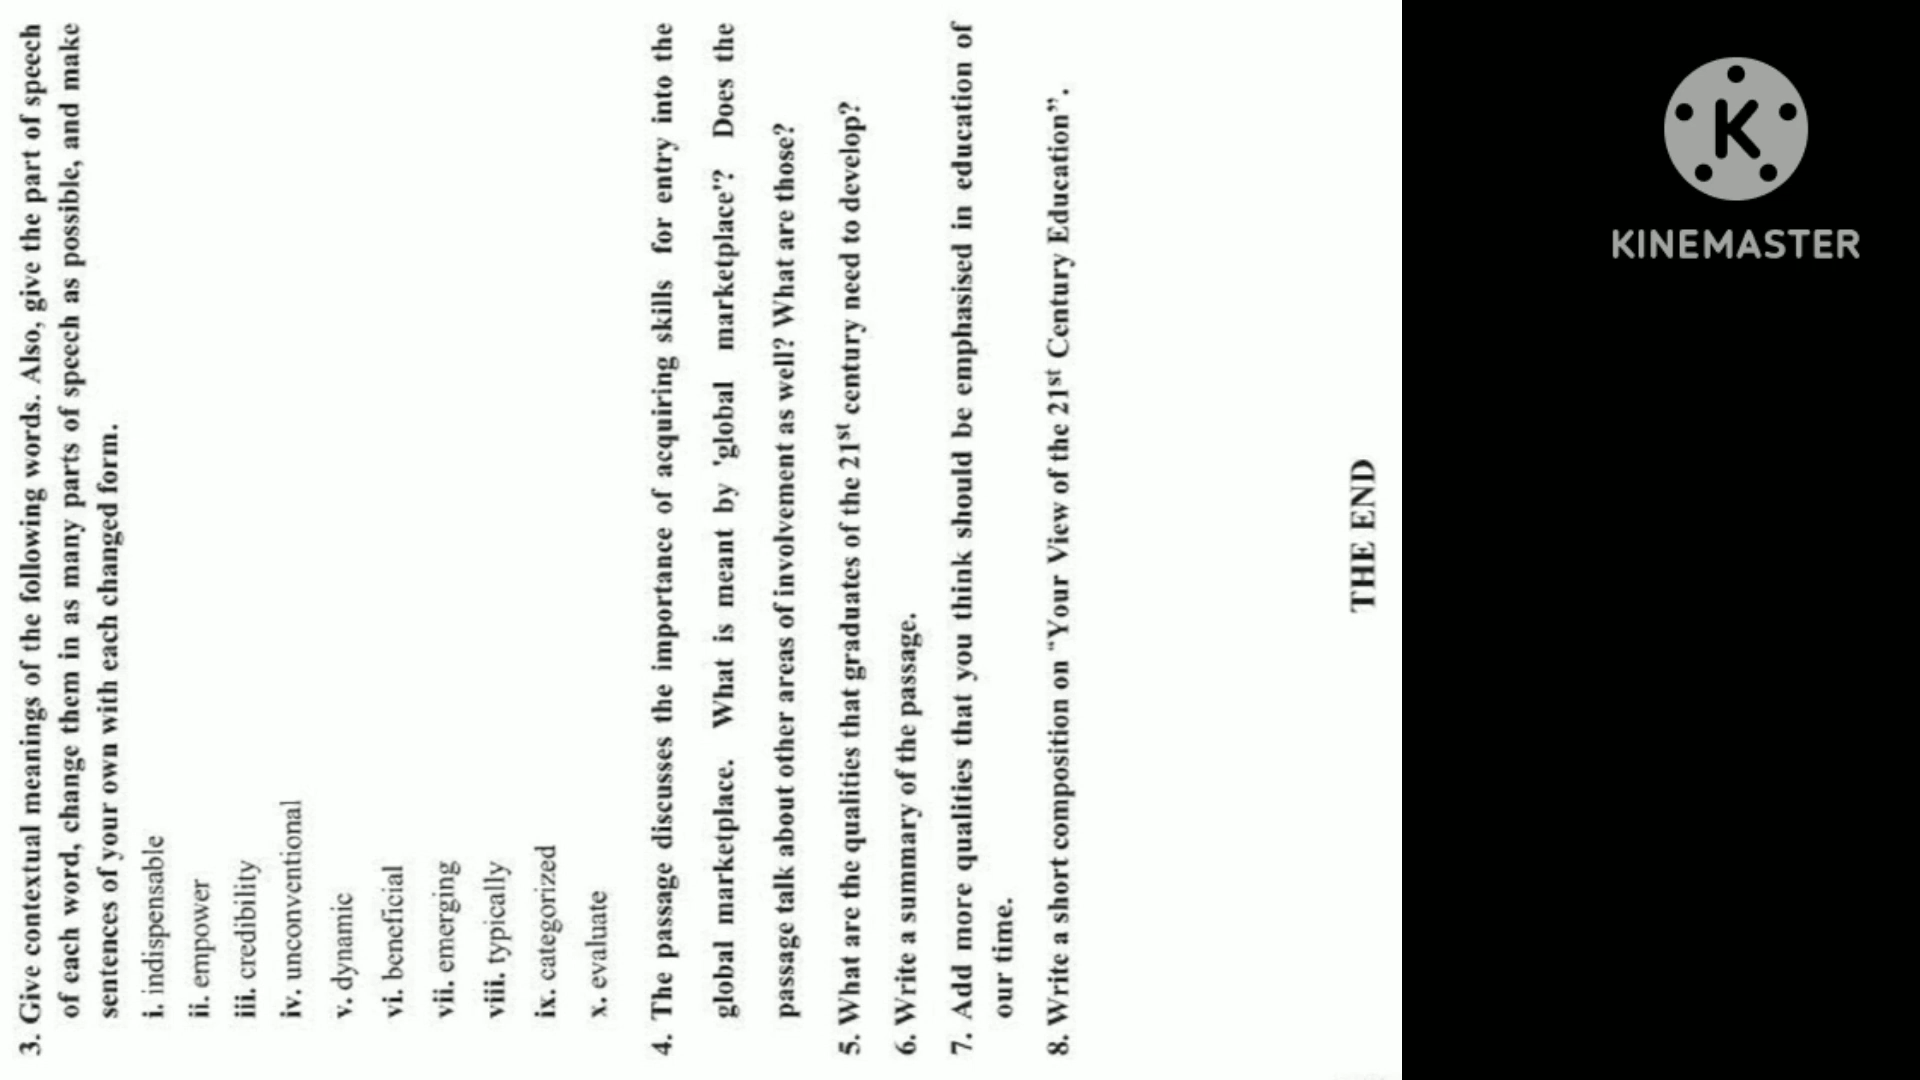 3. Give contextual meanings of the following words. Also, give the part of speech
of each word, change them in as many parts of speech as possible, and make
sentences of your own with each changed form.
i. indispensable
ii. empower
iii. credibility
iv. unconventional
v. dynamic
vi. beneficial
vii. emerging
viii. typically
ix. categorized
x. evaluate
4. The passage discusses the importance of acquiring skills for entry into the
global marketplace. What is meant by 'global marketplace'? Does the
passage talk about other areas of involvement as well? What are those?
5. What are the qualities that graduates of the 21st century need to develop?
6. Write a summary of the passage.
7. Add more qualities that you think should be emphasised in education of
our time.
8. Write a short composition on "Your View of the 21st Century Education".
THE END
K
KINEMASTER